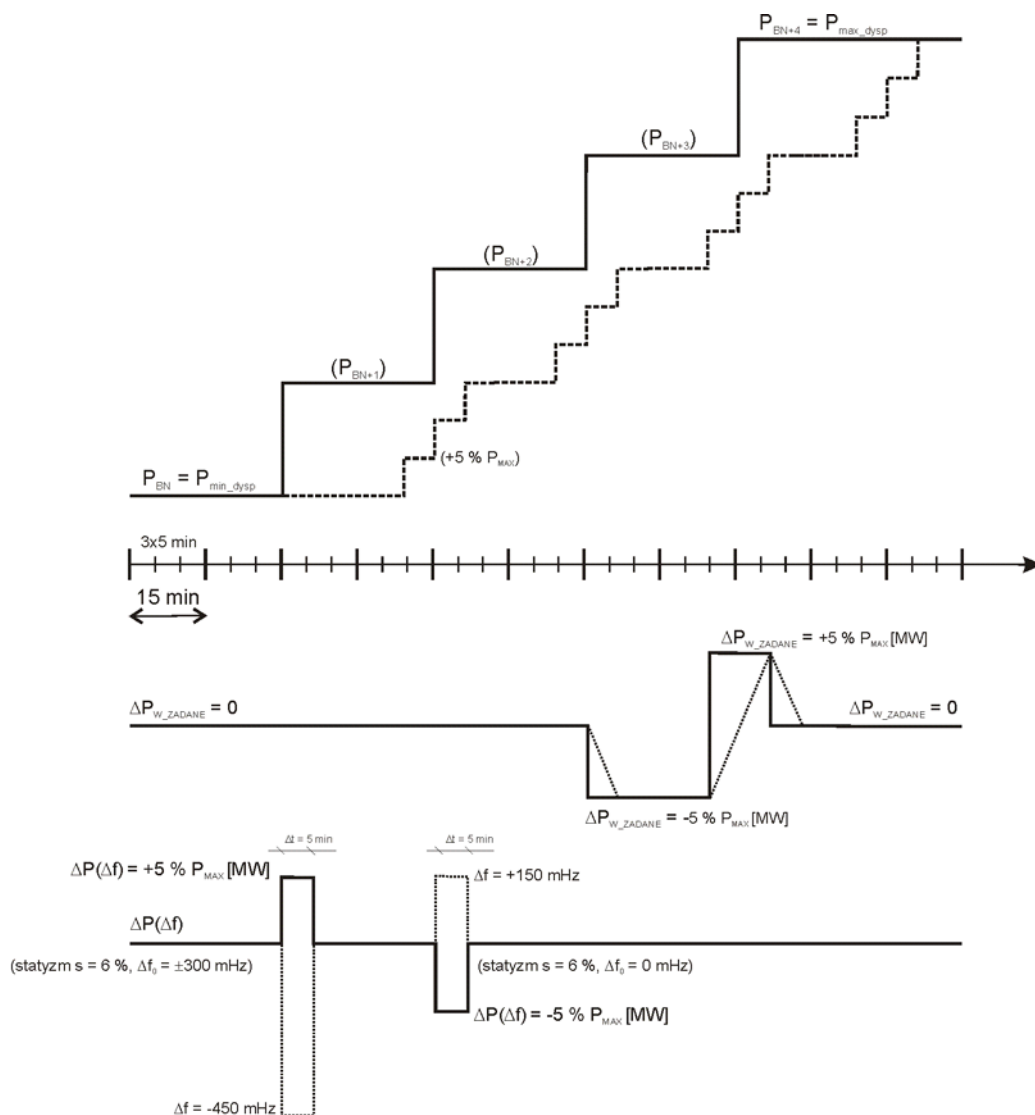 P_BN+4 = P_max_dysp
(P_BN+3)
(P_BN+2)
(P_BN+1)
(+5 % P_MAX)
P_BN = P_min_dysp
3x5 min
15 min
ΔP_W_ZADANE = +5 % P_MAX [MW]
ΔP_W_ZADANE = 0
ΔP_W_ZADANE = 0
ΔP_W_ZADANE = -5 % P_MAX [MW]
Δt = 5 min
Δt = 5 min
ΔP(Δf) = +5 % P_MAX [MW]
Δf = +150 mHz
ΔP(Δf)
(statyzm s = 6 %, Δf_0 = ±300 mHz)
(statyzm s = 6 %, Δf_0 = 0 mHz)
ΔP(Δf) = -5 % P_MAX [MW]
Δf = -450 mHz